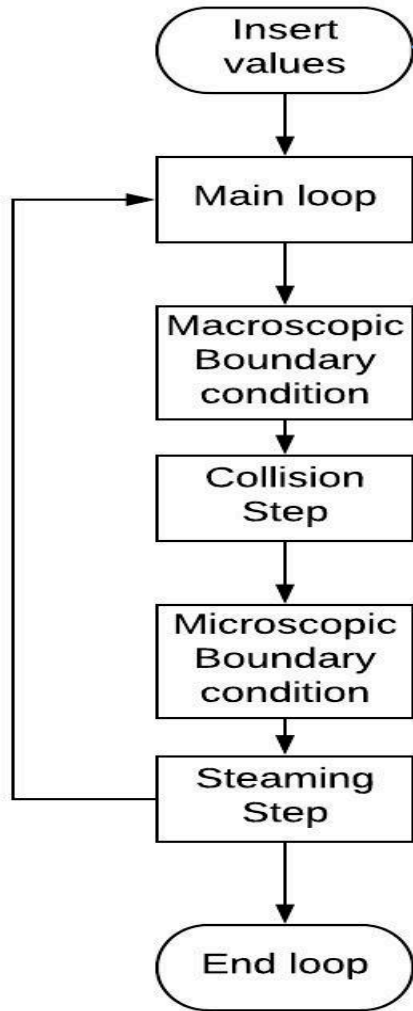 Insert
values
Main loop
Macroscopic
Boundary
condition
Collision
Step
Microscopic
Boundary
condition
Steaming
Step
End loop